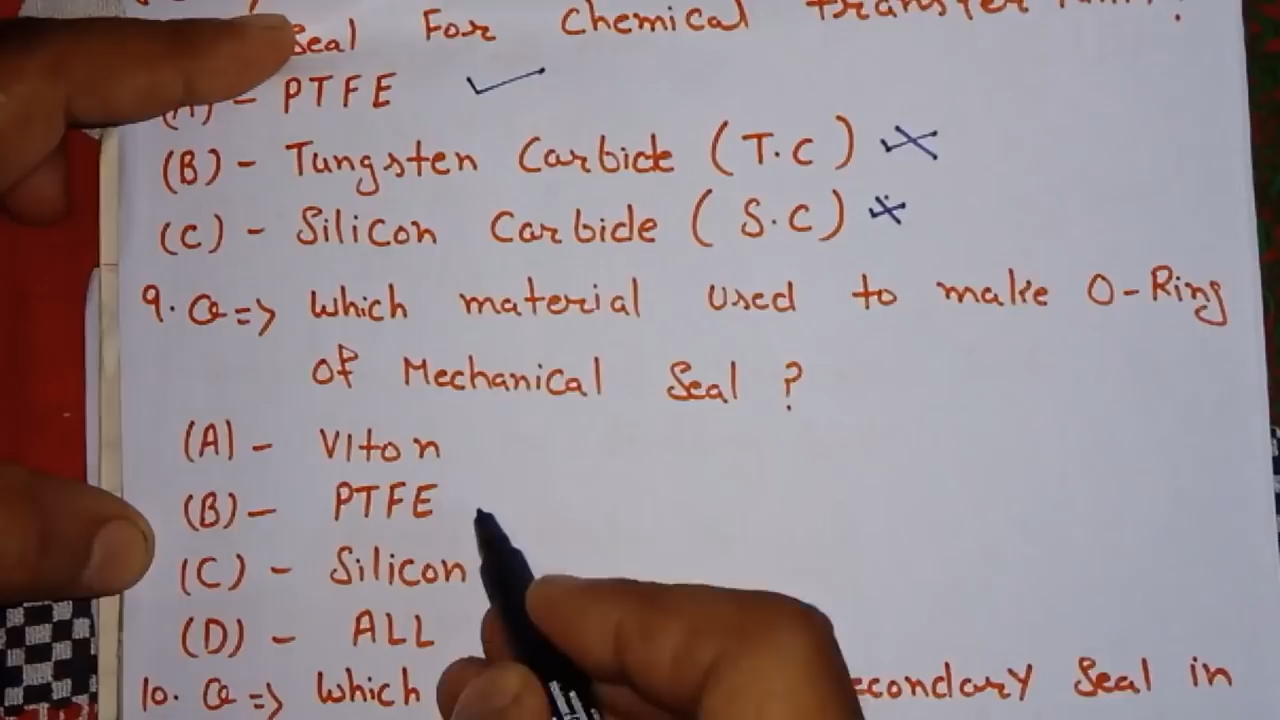 Seal For Chemical transfer
(A) - PTFE
(B) - Tungsten Carbide (T.C)
(C) - Silicon Carbide (S.C)
9. Q => Which material used to make O-Ring
of Mechanical Seal ?
(A) - Viton
(B) - PTFE
(C) - Silicon
(D) - ALL
10. Q => Which Seal in